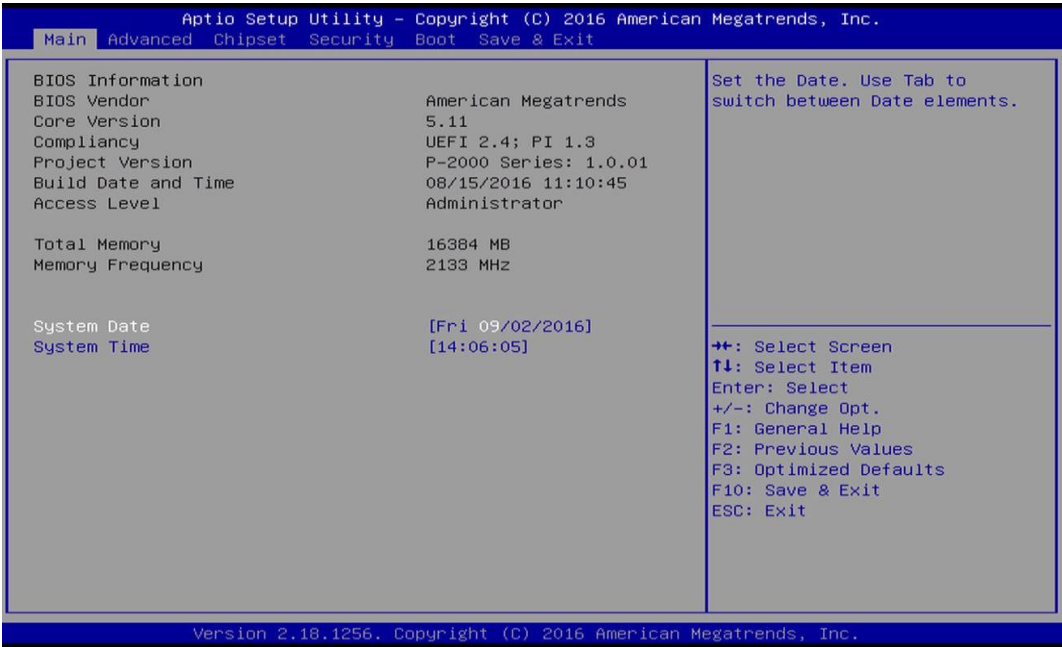 Aptio Setup Utility – Copyright (C) 2016 American Megatrends, Inc.
Main Advanced Chipset Security Boot Save & Exit
BIOS Information
BIOS Vendor American Megatrends
Core Version 5.11
Compliancy UEFI 2.4; PI 1.3
Project Version P-2000 Series: 1.0.01
Build Date and Time 08/15/2016 11:10:45
Access Level Administrator
Total Memory 16384 MB
Memory Frequency 2133 MHz
System Date [Fri 09/02/2016]
System Time [14:06:05]
Set the Date. Use Tab to
switch between Date elements.
→←: Select Screen
↑↓: Select Item
Enter: Select
+/-: Change Opt.
F1: General Help
F2: Previous Values
F3: Optimized Defaults
F10: Save & Exit
ESC: Exit
Version 2.18.1256. Copyright (C) 2016 American Megatrends, Inc.